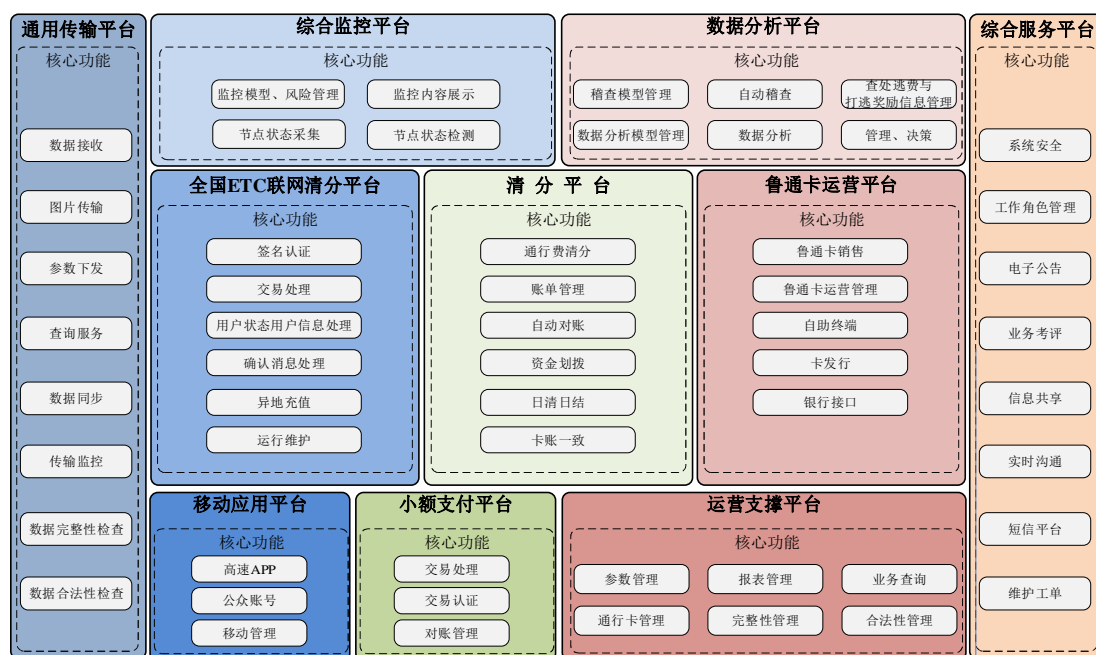 通用传输平台
核心功能
数据接收
图片传输
参数下发
查询服务
数据同步
传输监控
数据完整性检查
数据合法性检查
综合监控平台
核心功能
监控模型、风险管理
监控内容展示
节点状态采集
节点状态检测
数据分析平台
核心功能
稽查模型管理
自动稽查
查处逃费与
打逃奖励信息管理
数据分析模型管理
数据分析
管理、决策
全国ETC联网清分平台
核心功能
签名认证
交易处理
用户状态用户信息处理
确认消息处理
异地充值
运行维护
清 分 平 台
核心功能
通行费清分
账单管理
自动对账
资金划拨
日清日结
卡账一致
鲁通卡运营平台
核心功能
鲁通卡销售
鲁通卡运营管理
自助终端
卡发行
银行接口
移动应用平台
核心功能
高速APP
公众账号
移动管理
小额支付平台
核心功能
交易处理
交易认证
对账管理
运营支撑平台
核心功能
参数管理
报表管理
业务查询
通行卡管理
完整性管理
合法性管理
综合服务平台
核心功能
系统安全
工作角色管理
电子公告
业务考评
信息共享
实时沟通
短信平台
维护工单